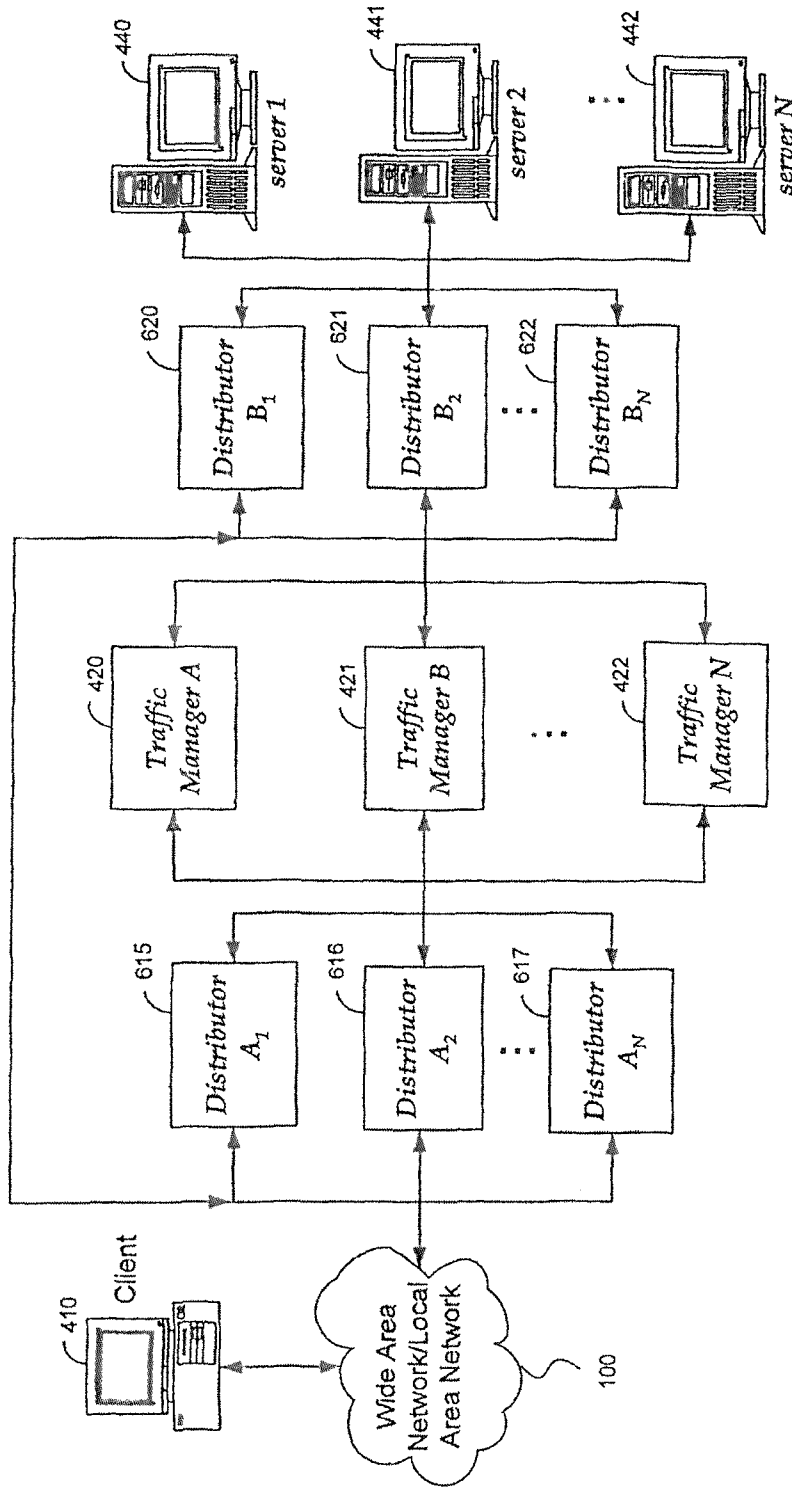 410
Client
Wide Area
Network/Local
Area Network
100
615
Distributor
A1
616
Distributor
A2
...
617
Distributor
AN
420
Traffic
Manager A
421
Traffic
Manager B
...
422
Traffic
Manager N
620
Distributor
B1
621
Distributor
B2
...
622
Distributor
BN
440
server 1
441
server 2
...
442
server N